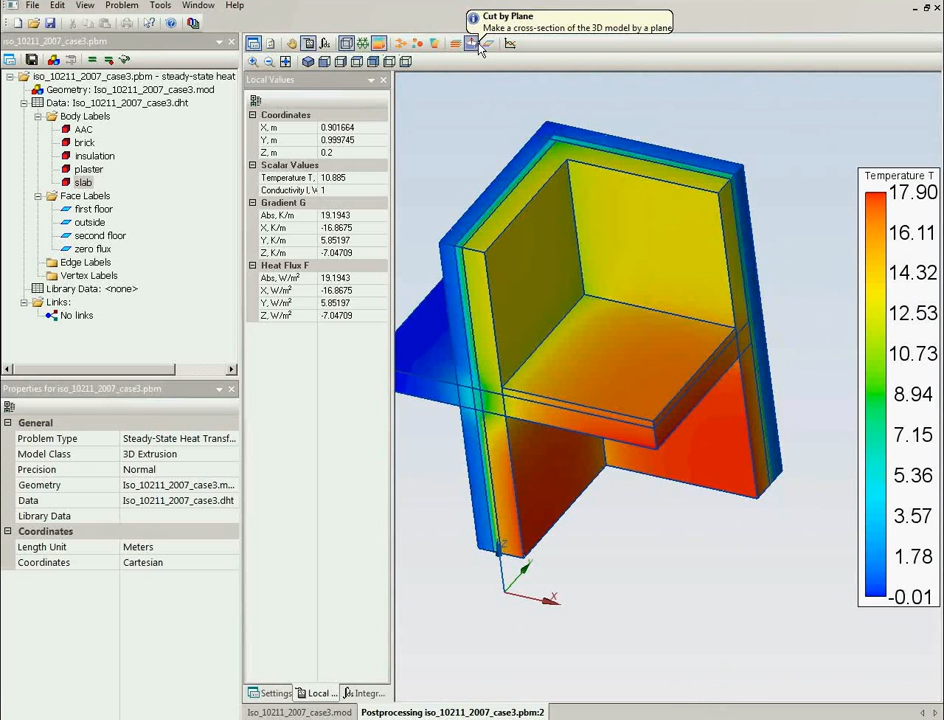 File Edit View Problem Tools Window Help
Cut by Plane
Make a cross-section of the 3D model by a plane
iso_10211_2007_case3.pbm
iso_10211_2007_case3.pbm - steady-state heat
Geometry: Iso_10211_2007_case3.mod
Data: Iso_10211_2007_case3.dht
Body Labels
AAC
brick
insulation
plaster
slab
Face Labels
first floor
outside
second floor
zero flux
Edge Labels
Vertex Labels
Library Data: <none>
Links:
No links
Properties for iso_10211_2007_case3.pbm
General
Problem Type Steady-State Heat Transf...
Model Class 3D Extrusion
Precision Normal
Geometry Iso_10211_2007_case3.m...
Data Iso_10211_2007_case3.dht
Library Data
Coordinates
Length Unit Meters
Coordinates Cartesian
Local Values
Coordinates
X, m 0.901664
Y, m 0.999745
Z, m 0.2
Scalar Values
Temperature T, 10.885
Conductivity l, 1
Gradient G
Abs, K/m 19.1943
X, K/m -16.8675
Y, K/m 5.85197
Z, K/m -7.04709
Heat Flux F
Abs, W/m² 19.1943
X, W/m² -16.8675
Y, W/m² 5.85197
Z, W/m² -7.04709
Settings Local ... Integr...
Z
X
Temperature T
17.90
16.11
14.32
12.53
10.73
8.94
7.15
5.36
3.57
1.78
-0.01
Iso_10211_2007_case3.mod Postprocessing iso_10211_2007_case3.pbm:2